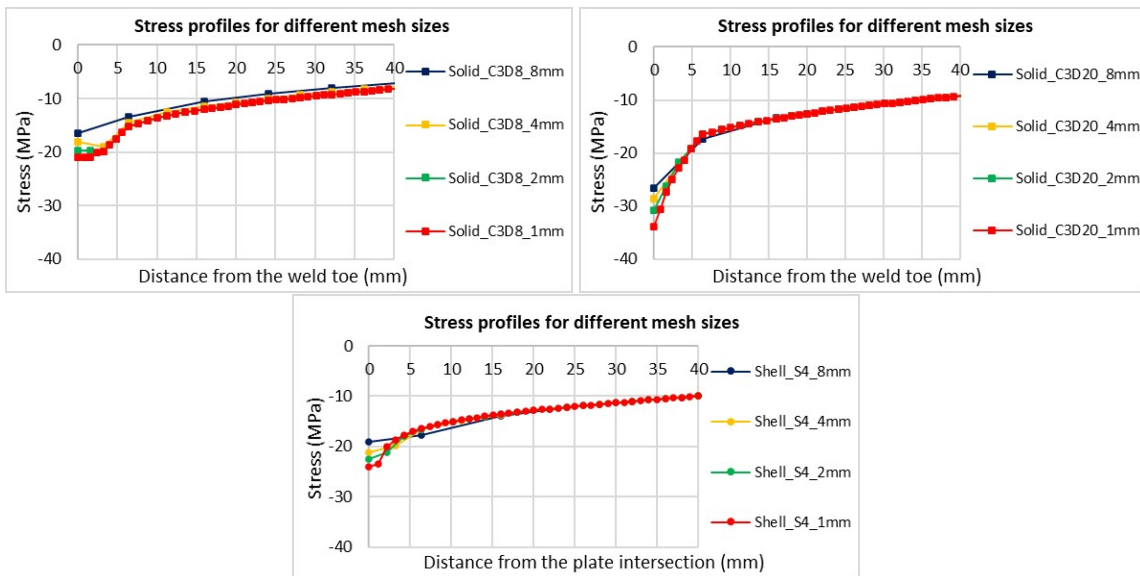 Stress profiles for different mesh sizes
0
0 5 10 15 20 25 30 35 40
-10
-20
-30
-40
Stress (MPa)
Distance from the weld toe (mm)
Solid_C3D8_8mm
Solid_C3D8_4mm
Solid_C3D8_2mm
Solid_C3D8_1mm
Stress profiles for different mesh sizes
0
0 5 10 15 20 25 30 35 40
-10
-20
-30
-40
Stress (MPa)
Distance from the weld toe (mm)
Solid_C3D20_8mm
Solid_C3D20_4mm
Solid_C3D20_2mm
Solid_C3D20_1mm
Stress profiles for different mesh sizes
0
0 5 10 15 20 25 30 35 40
-10
-20
-30
-40
Stress (MPa)
Distance from the plate intersection (mm)
Shell_S4_8mm
Shell_S4_4mm
Shell_S4_2mm
Shell_S4_1mm